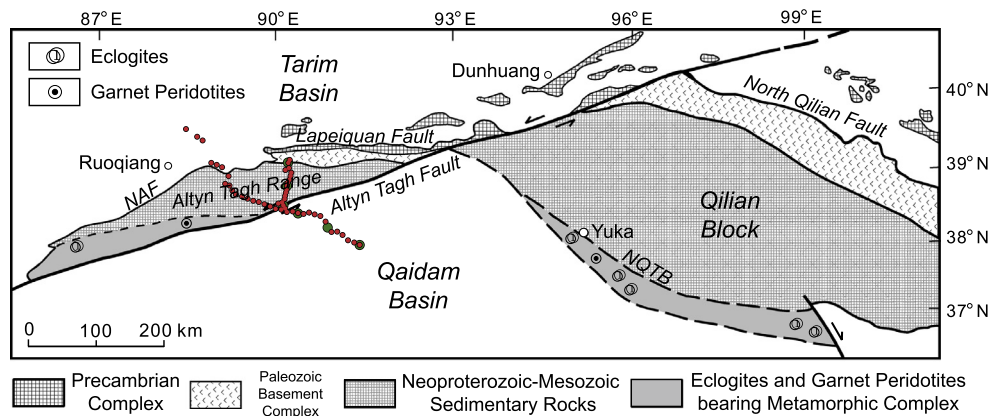 87° E 90° E 93° E 96° E 99° E
Eclogites
Garnet Peridotites
Tarim
Basin
Dunhuang
40° N
North Qilian Fault
Lapeiquan Fault
Ruoqiang
39° N
NAF
Altyn Tagh Range
Altyn Tagh Fault
Qilian
Block
38° N
Yuka
NQTB
Qaidam
Basin
37° N
0 100 200 km
Precambrian
Complex
Paleozoic
Basement
Complex
Neoproterozoic-Mesozoic
Sedimentary Rocks
Eclogites and Garnet Peridotites
bearing Metamorphic Complex